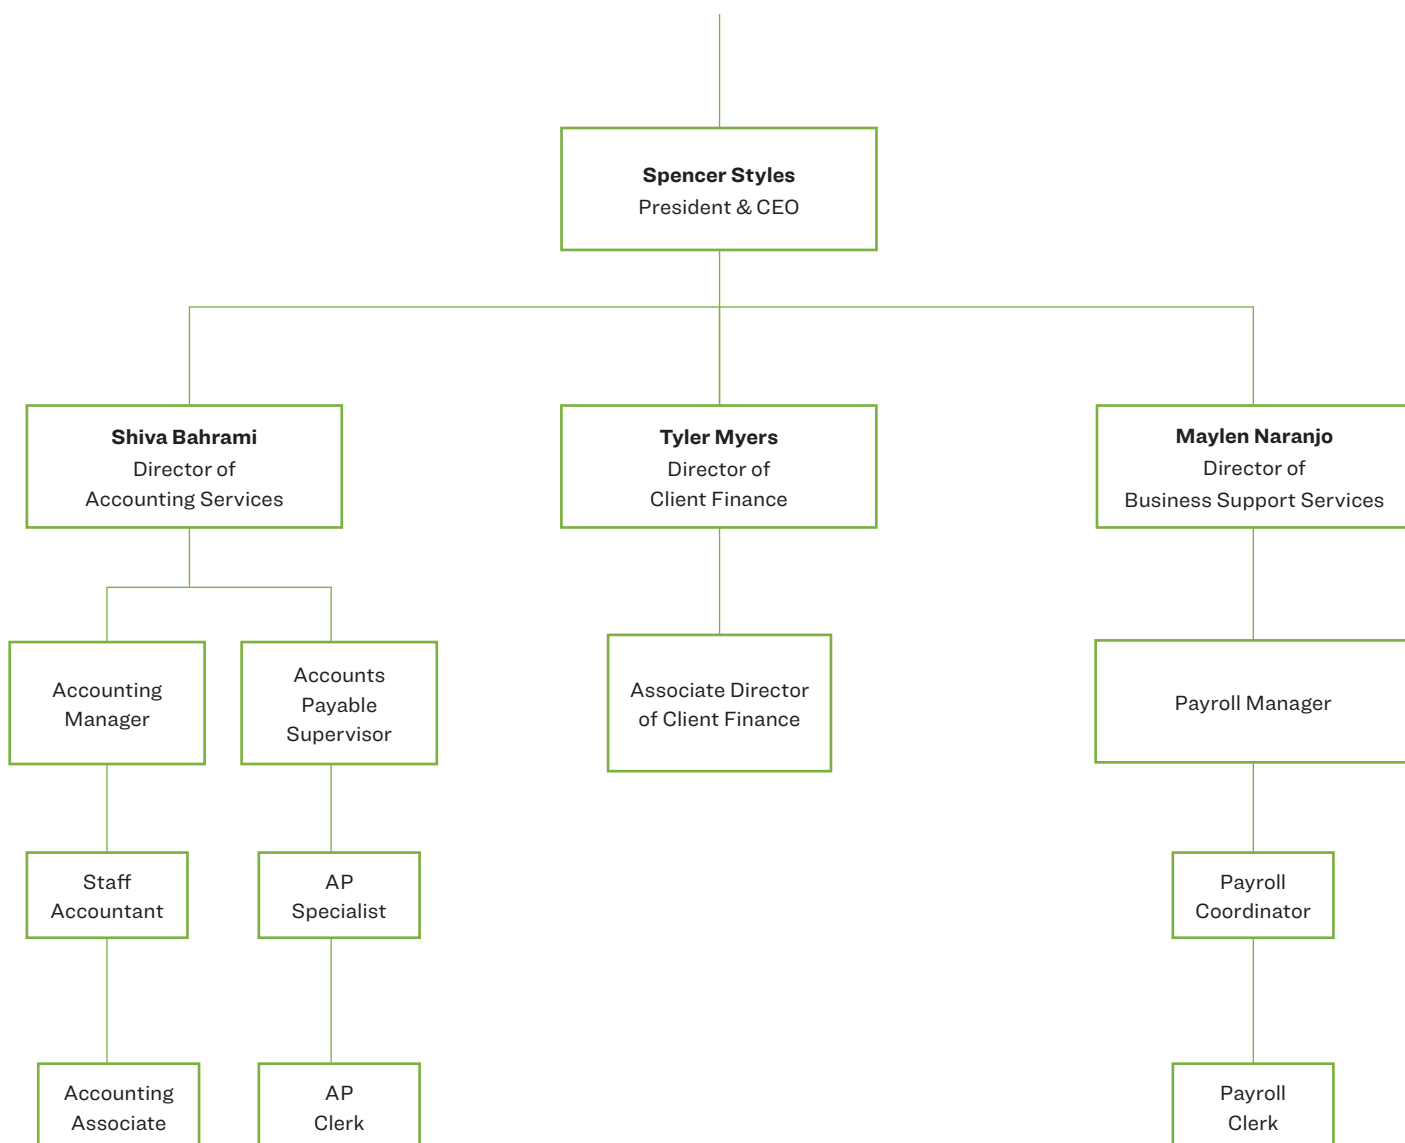 Spencer Styles
President & CEO
Shiva Bahrami
Director of
Accounting Services
Tyler Myers
Director of
Client Finance
Maylen Naranjo
Director of
Business Support Services
Accounting
Manager
Accounts
Payable
Supervisor
Associate Director
of Client Finance
Payroll Manager
Staff
Accountant
AP
Specialist
Payroll
Coordinator
Accounting
Associate
AP
Clerk
Payroll
Clerk